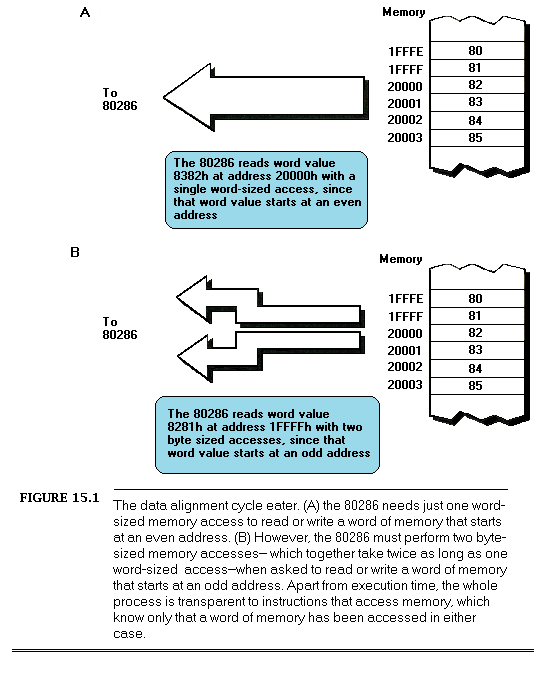 A
Memory
1FFFE 80
1FFFF 81
20000 82
20001 83
20002 84
20003 85
To
80286
The 80286 reads word value
8382h at address 20000h with a
single word-sized access, since
that word value starts at an even
address
B
Memory
1FFFE 80
1FFFF 81
20000 82
20001 83
20002 84
20003 85
To
80286
The 80286 reads word value
8281h at address 1FFFFh with two
byte sized accesses, since that
word value starts at an odd address
FIGURE 15.1
The data alignment cycle eater. (A) the 80286 needs just one word-
sized memory access to read or write a word of memory that starts
at an even address. (B) However, the 80286 must perform two byte-
sized memory accesses— which together take twice as long as one
word-sized access—when asked to read or write a word of memory
that starts at an odd address. Apart from execution time, the whole
process is transparent to instructions that access memory, which
know only that a word of memory has been accessed in either
case.